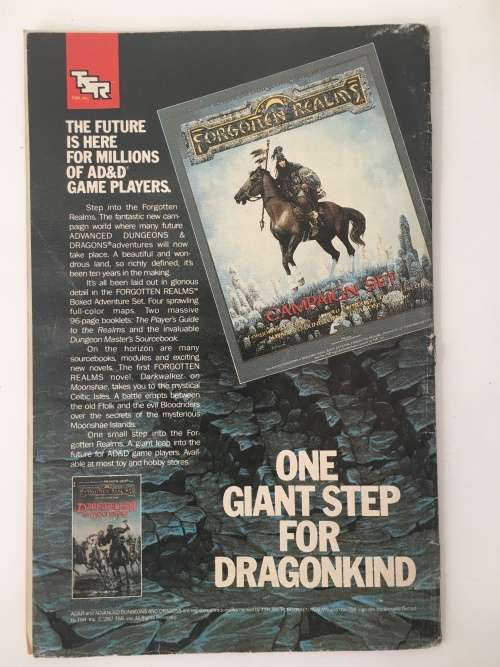 TSR
TSR, Inc.
THE FUTURE
IS HERE
FOR MILLIONS
OF AD&D®
GAME PLAYERS.
Step into the Forgotten
Realms. The fantastic new cam-
paign world where many future
ADVANCED DUNGEONS &
DRAGONS® adventures will now
take place. A beautiful and won-
drous land, so richly defined, it's
been ten years in the making.
It's all been laid out in glorious
detail in the FORGOTTEN REALMS™
Boxed Adventure Set. Four sprawling
full-color maps. Two massive
96-page booklets: The Player's Guide
to the Realms and the invaluable
Dungeon Master's Sourcebook.
On the horizon are many
sourcebooks, modules and exciting
new novels. The first FORGOTTEN
REALMS novel, Darkwalker on
Moonshae, takes you to the mystical
Celtic Isles. A battle erupts between
the old Ffolk and the evil Bloodriders
over the secrets of the mysterious
Moonshae Islands.
One small step into the For-
gotten Realms. A giant leap into the
future for AD&D® game players. Avail-
able at most toy and hobby stores.
FORGOTTEN REALMS
CAMPAIGN SET
FORGOTTEN REALMS
DARKWALKER
ONE
GIANT STEP
FOR
DRAGONKIND